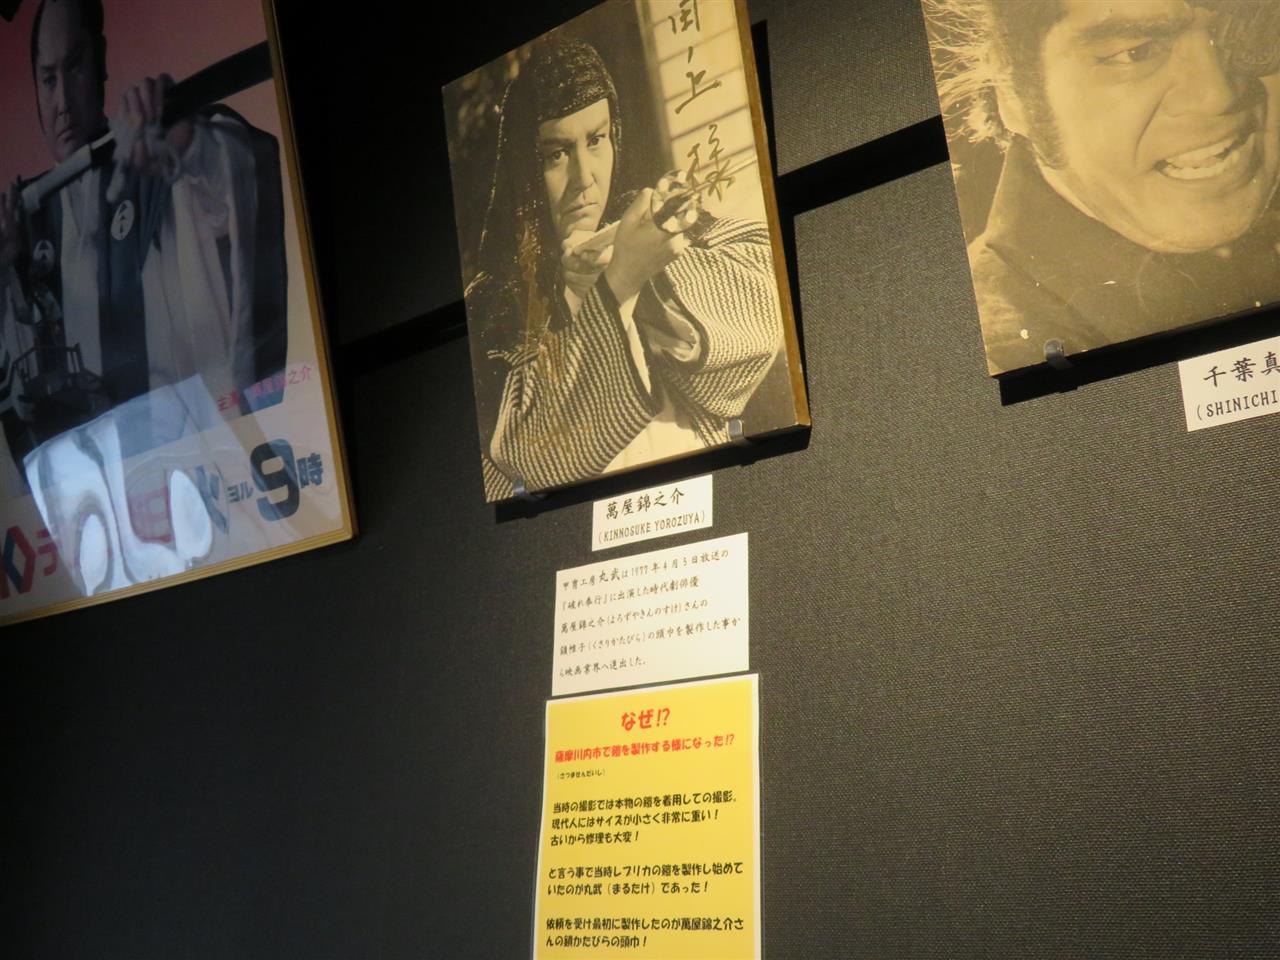 主演 萬屋錦之介
ヨル9時
田ノ上様
萬屋錦之介
(KINNOSUKE YOROZUYA)
甲冑工房丸武は1977年4月5日放送の
『破れ奉行』に出演した時代劇俳優
萬屋錦之介(よろずやきんのすけ)さんの
鎖帷子(くさりかたびら)の頭巾を製作した事か
ら映画業界へ進出した。
なぜ!?
薩摩川内市で鎧を製作する様になった!?
(さつませんだいし)
当時の撮影では本物の鎧を着用しての撮影。
現代人にはサイズが小さく非常に重い!
古いから修理も大変!
と言う事で当時レプリカの鎧を製作し始めて
いたのが丸武(まるたけ)であった!
依頼を受け最初に製作したのが萬屋錦之介さ
んの鎖かたびらの頭巾!
千葉真
(SHINICHI